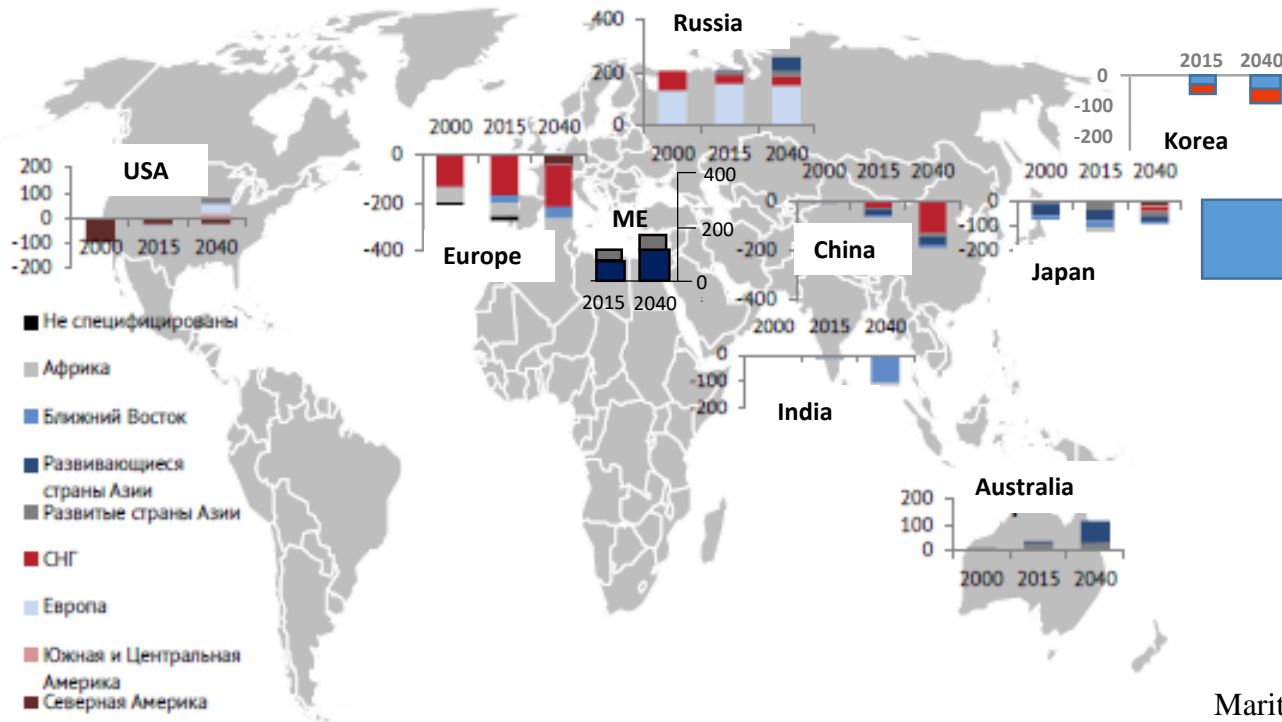 Russia
400
200
0
2000
2015
2040
2015
2040
0
-100
-200
Korea
USA
200
100
0
-100
-200
2000
2015
2040
2000
2015
2040
0
-200
-400
Europe
ME
400
200
0
2015
2040
2000
2015
2040
0
-200
-400
China
2000
2015
2040
0
-100
-200
Japan
2000
2015
2040
0
-100
-200
India
Australia
200
100
0
2000
2015
2040
Не специфицированы
Африка
Ближний Восток
Развивающиеся
страны Азии
Развитые страны Азии
СНГ
Европа
Южная и Центральная
Америка
Северная Америка
Marit